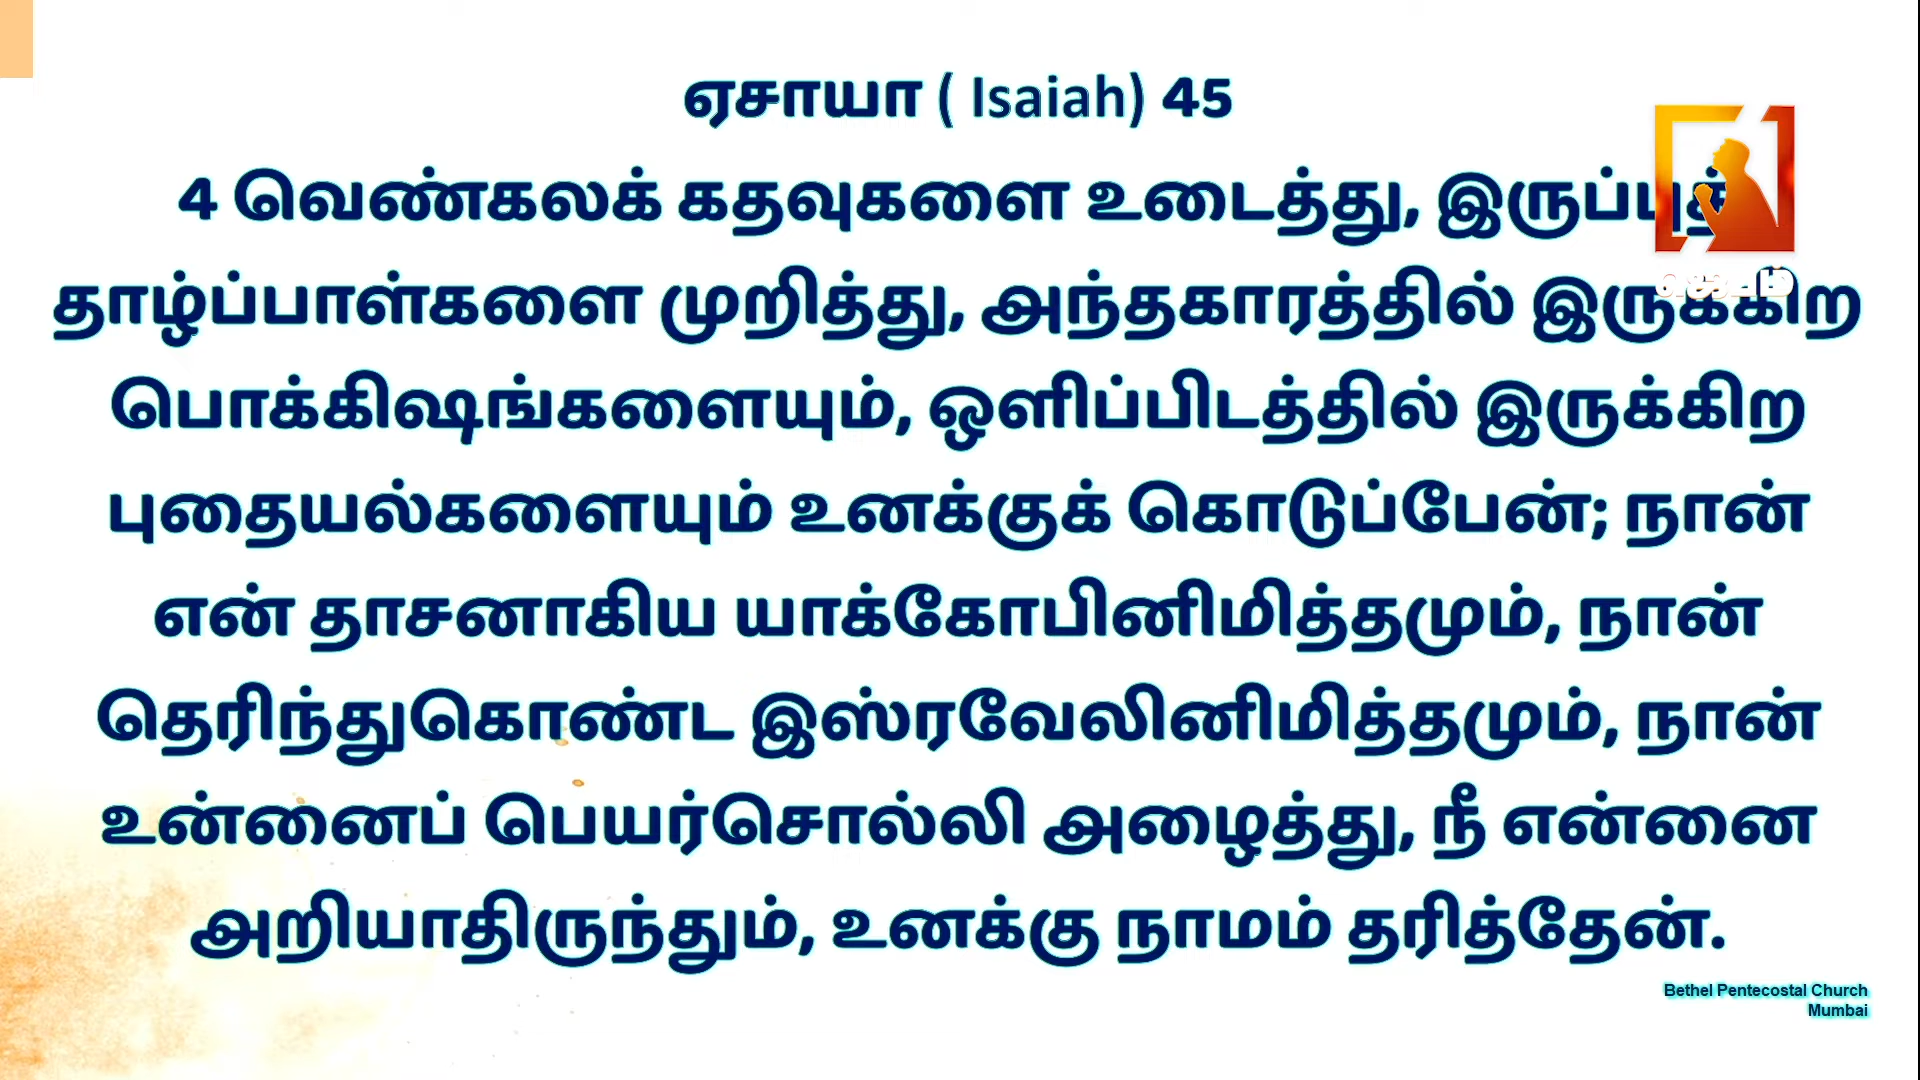 ஏசாயா ( Isaiah) 45
4 வெண்கலக் கதவுகளை உடைத்து, இருப்புத்
தாழ்ப்பாள்களை முறித்து, அந்தகாரத்தில் இருக்கிற
பொக்கிஷங்களையும், ஒளிப்பிடத்தில் இருக்கிற
புதையல்களையும் உனக்குக் கொடுப்பேன்; நான்
என் தாசனாகிய யாக்கோபினிமித்தமும், நான்
தெரிந்துகொண்ட இஸ்ரவேலினிமித்தமும், நான்
உன்னைப் பெயர்சொல்லி அழைத்து, நீ என்னை
அறியாதிருந்தும், உனக்கு நாமம் தரித்தேன்.
ஜெபம்
Bethel Pentecostal Church
Mumbai